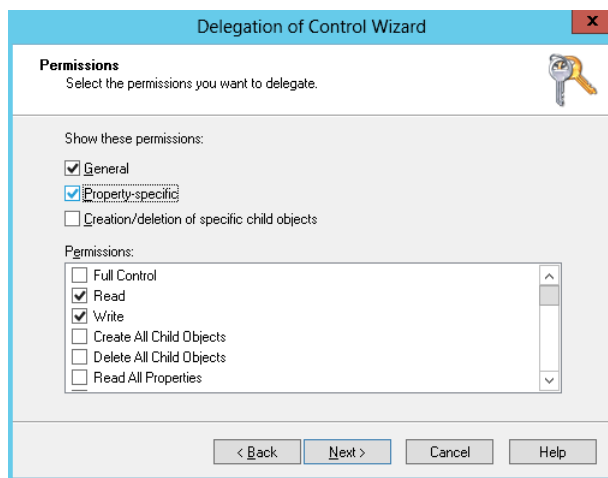 Delegation of Control Wizard
x
Permissions
Select the permissions you want to delegate.
Show these permissions:
General
Property-specific
Creation/deletion of specific child objects
Permissions:
Full Control
Read
Write
Create All Child Objects
Delete All Child Objects
Read All Properties
< Back Next > Cancel Help